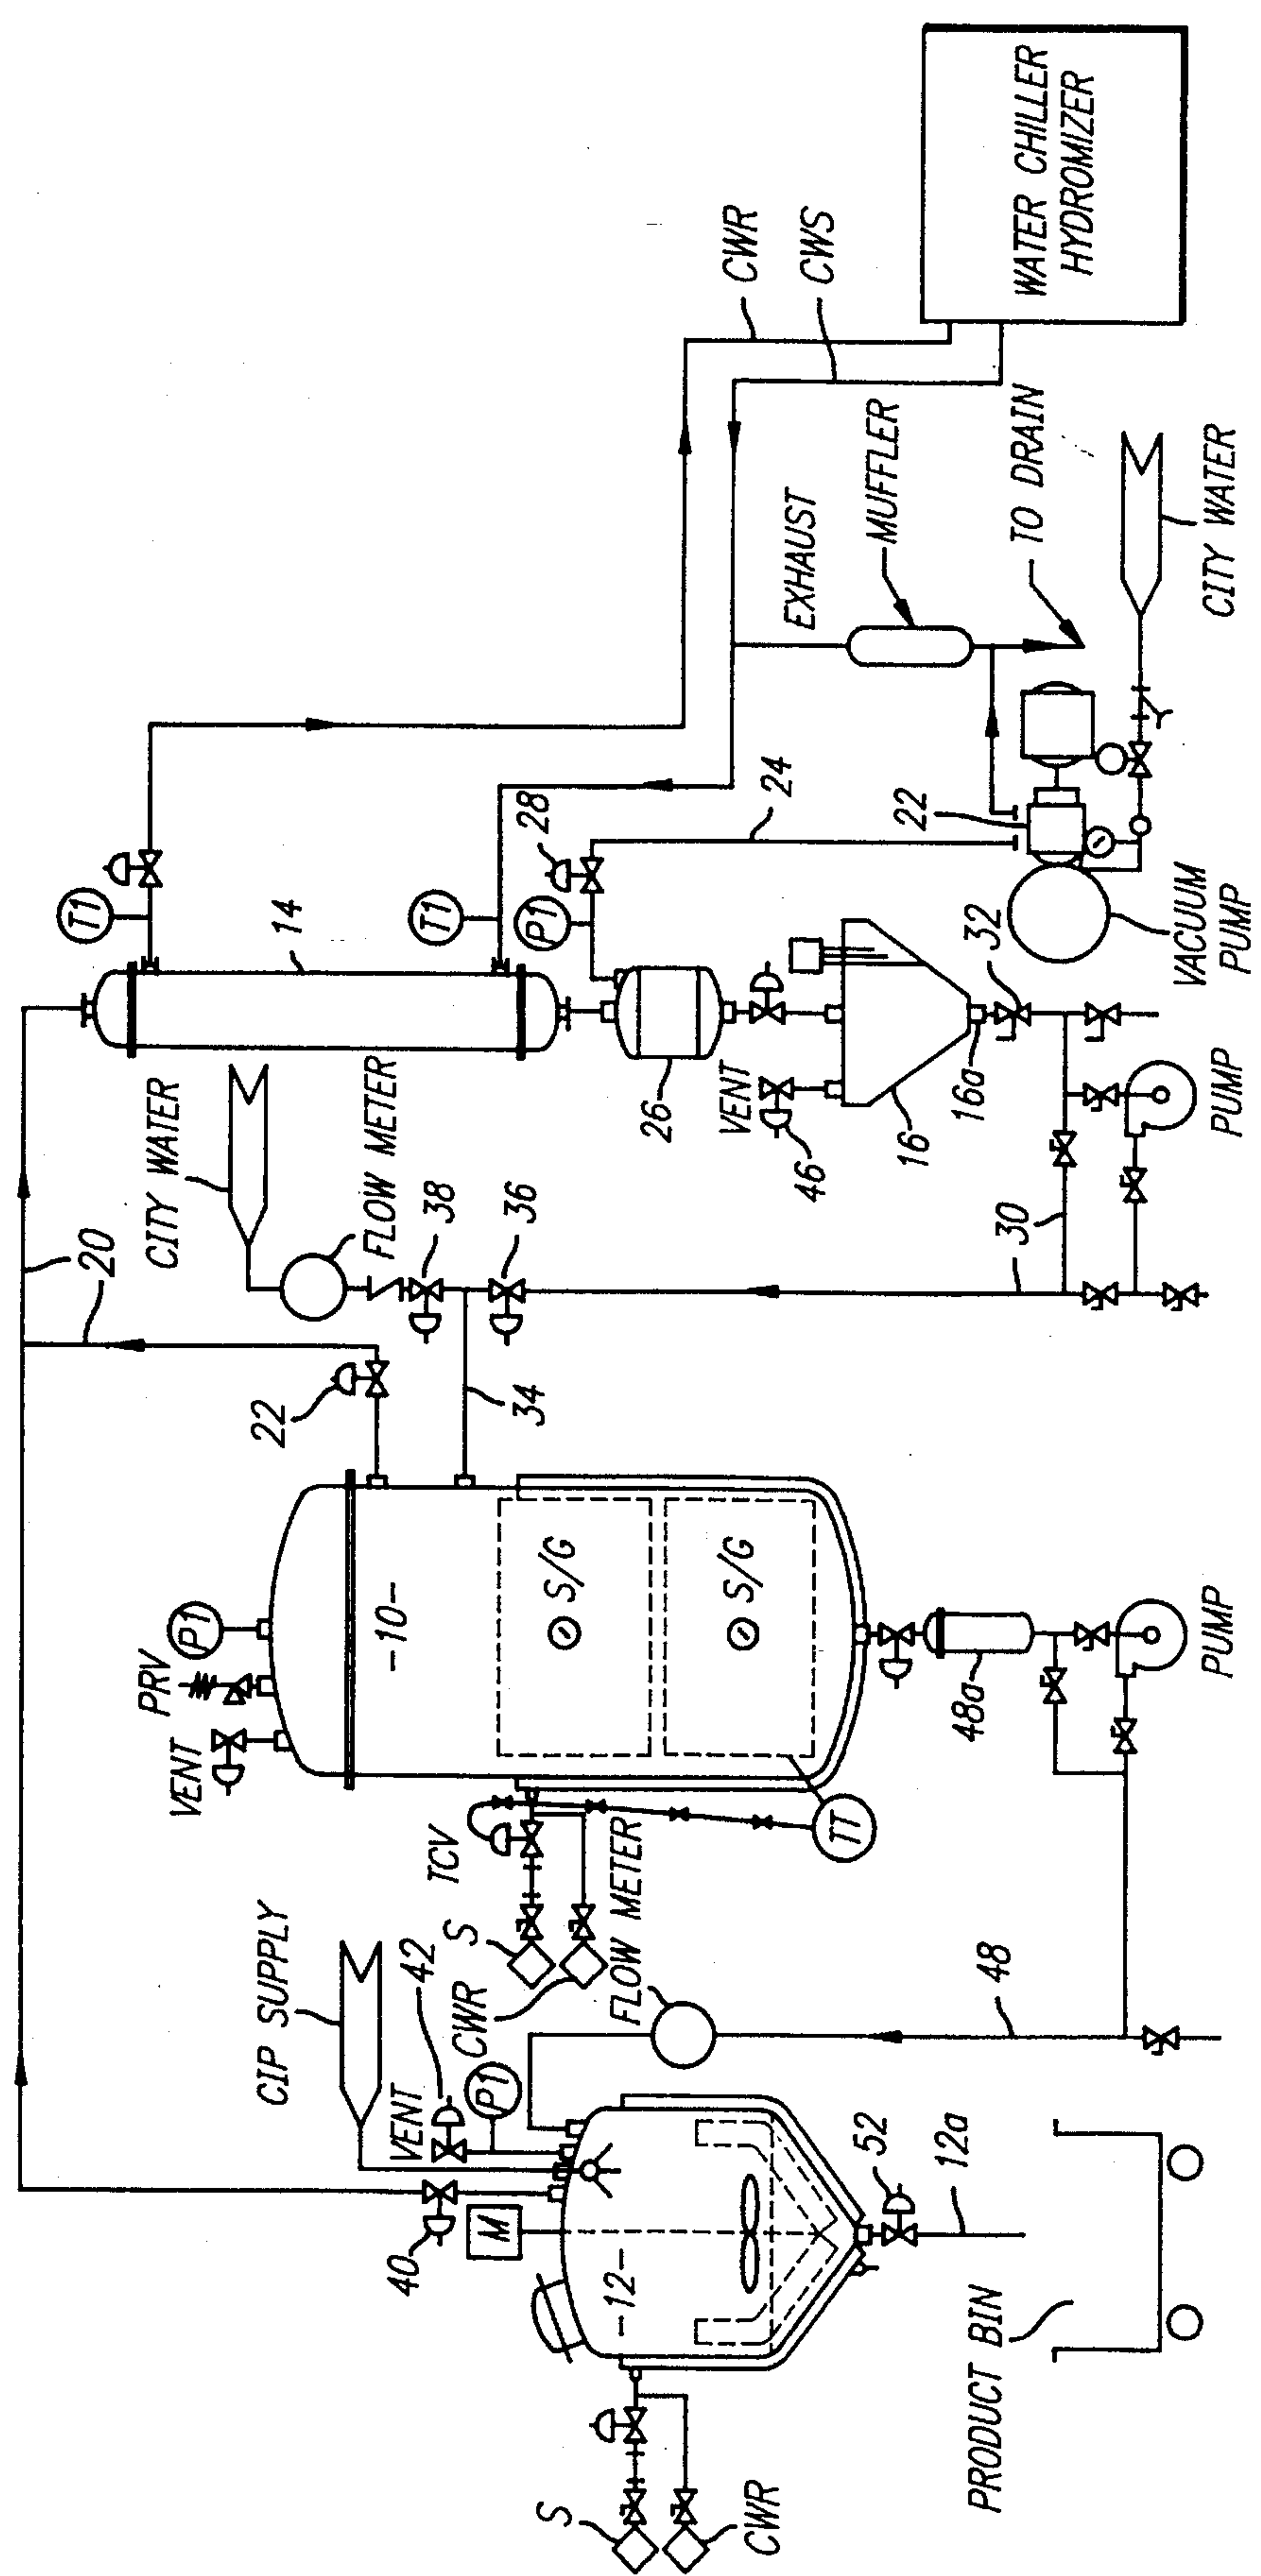 WATER CHILLER
HYDROMIZER
CWR
CWS
MUFFLER
EXHAUST
TO DRAIN
CITY WATER
T1
14
T1
28
P1
24
22
VACUUM
PUMP
32
26
VENT
46
16
16a
PUMP
CITY WATER
FLOW METER
20
38
36
30
34
22
P1
PRV
VENT
-10-
S/G
S/G
48a
PUMP
TCV
TT
S
CWR
FLOW METER
48
CIP SUPPLY
42
VENT
P1
40
M
-12-
52
12a
PRODUCT BIN
S
CWR